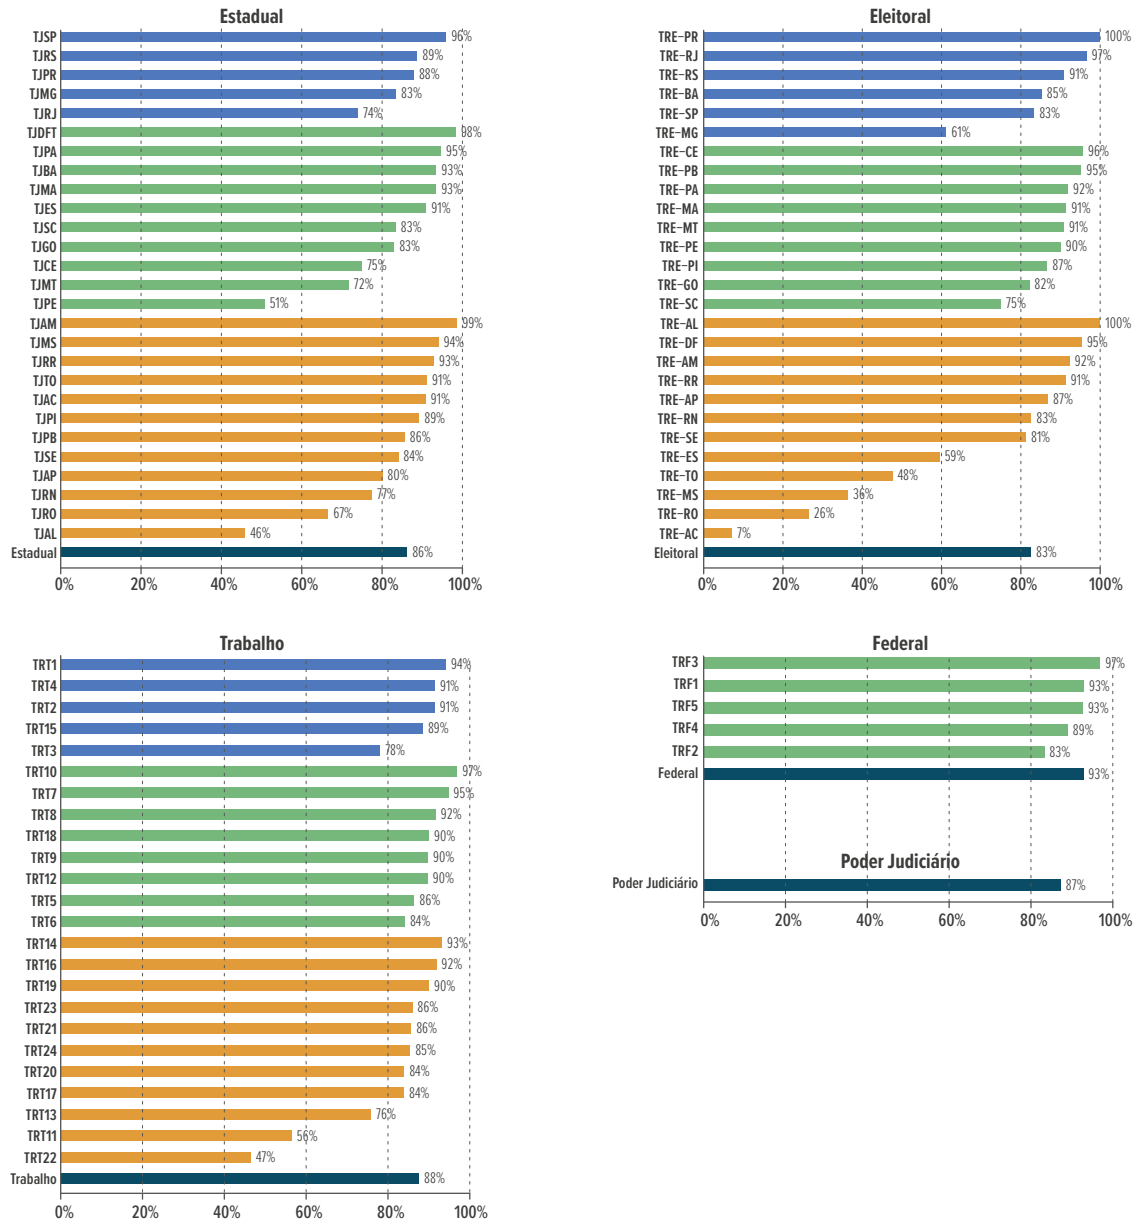 Estadual
TJSP 96%
TJRS 89%
TJPR 88%
TJMG 83%
TJRJ 74%
TJDFT 98%
TJPA 95%
TJBA 93%
TJMA 93%
TJES 91%
TJSC 83%
TJGO 83%
TJCE 75%
TJMT 72%
TJPE 51%
TJAM 99%
TJMS 94%
TJRR 93%
TJTO 91%
TJAC 91%
TJPI 89%
TJPB 86%
TJSE 84%
TJAP 80%
TJRN 77%
TJRO 67%
TJAL 46%
Estadual 86%
0% 20% 40% 60% 80% 100%
Eleitoral
TRE-PR 100%
TRE-RJ 97%
TRE-RS 91%
TRE-BA 85%
TRE-SP 83%
TRE-MG 61%
TRE-CE 96%
TRE-PB 95%
TRE-PA 92%
TRE-MA 91%
TRE-MT 91%
TRE-PE 90%
TRE-PI 87%
TRE-GO 82%
TRE-SC 75%
TRE-AL 100%
TRE-DF 95%
TRE-AM 92%
TRE-RR 91%
TRE-AP 87%
TRE-RN 83%
TRE-SE 81%
TRE-ES 59%
TRE-TO 48%
TRE-MS 36%
TRE-RO 26%
TRE-AC 7%
Eleitoral 83%
0% 20% 40% 60% 80% 100%
Trabalho
TRT1 94%
TRT4 91%
TRT2 91%
TRT15 89%
TRT3 78%
TRT10 97%
TRT7 95%
TRT8 92%
TRT18 90%
TRT9 90%
TRT12 90%
TRT5 86%
TRT6 84%
TRT14 93%
TRT16 92%
TRT19 90%
TRT23 86%
TRT21 86%
TRT24 85%
TRT20 84%
TRT17 84%
TRT13 76%
TRT11 56%
TRT22 47%
Trabalho 88%
0% 20% 40% 60% 80% 100%
Federal
TRF3 97%
TRF1 93%
TRF5 93%
TRF4 89%
TRF2 83%
Federal 93%
Poder Judiciário
Poder Judiciário 87%
0% 20% 40% 60% 80% 100%